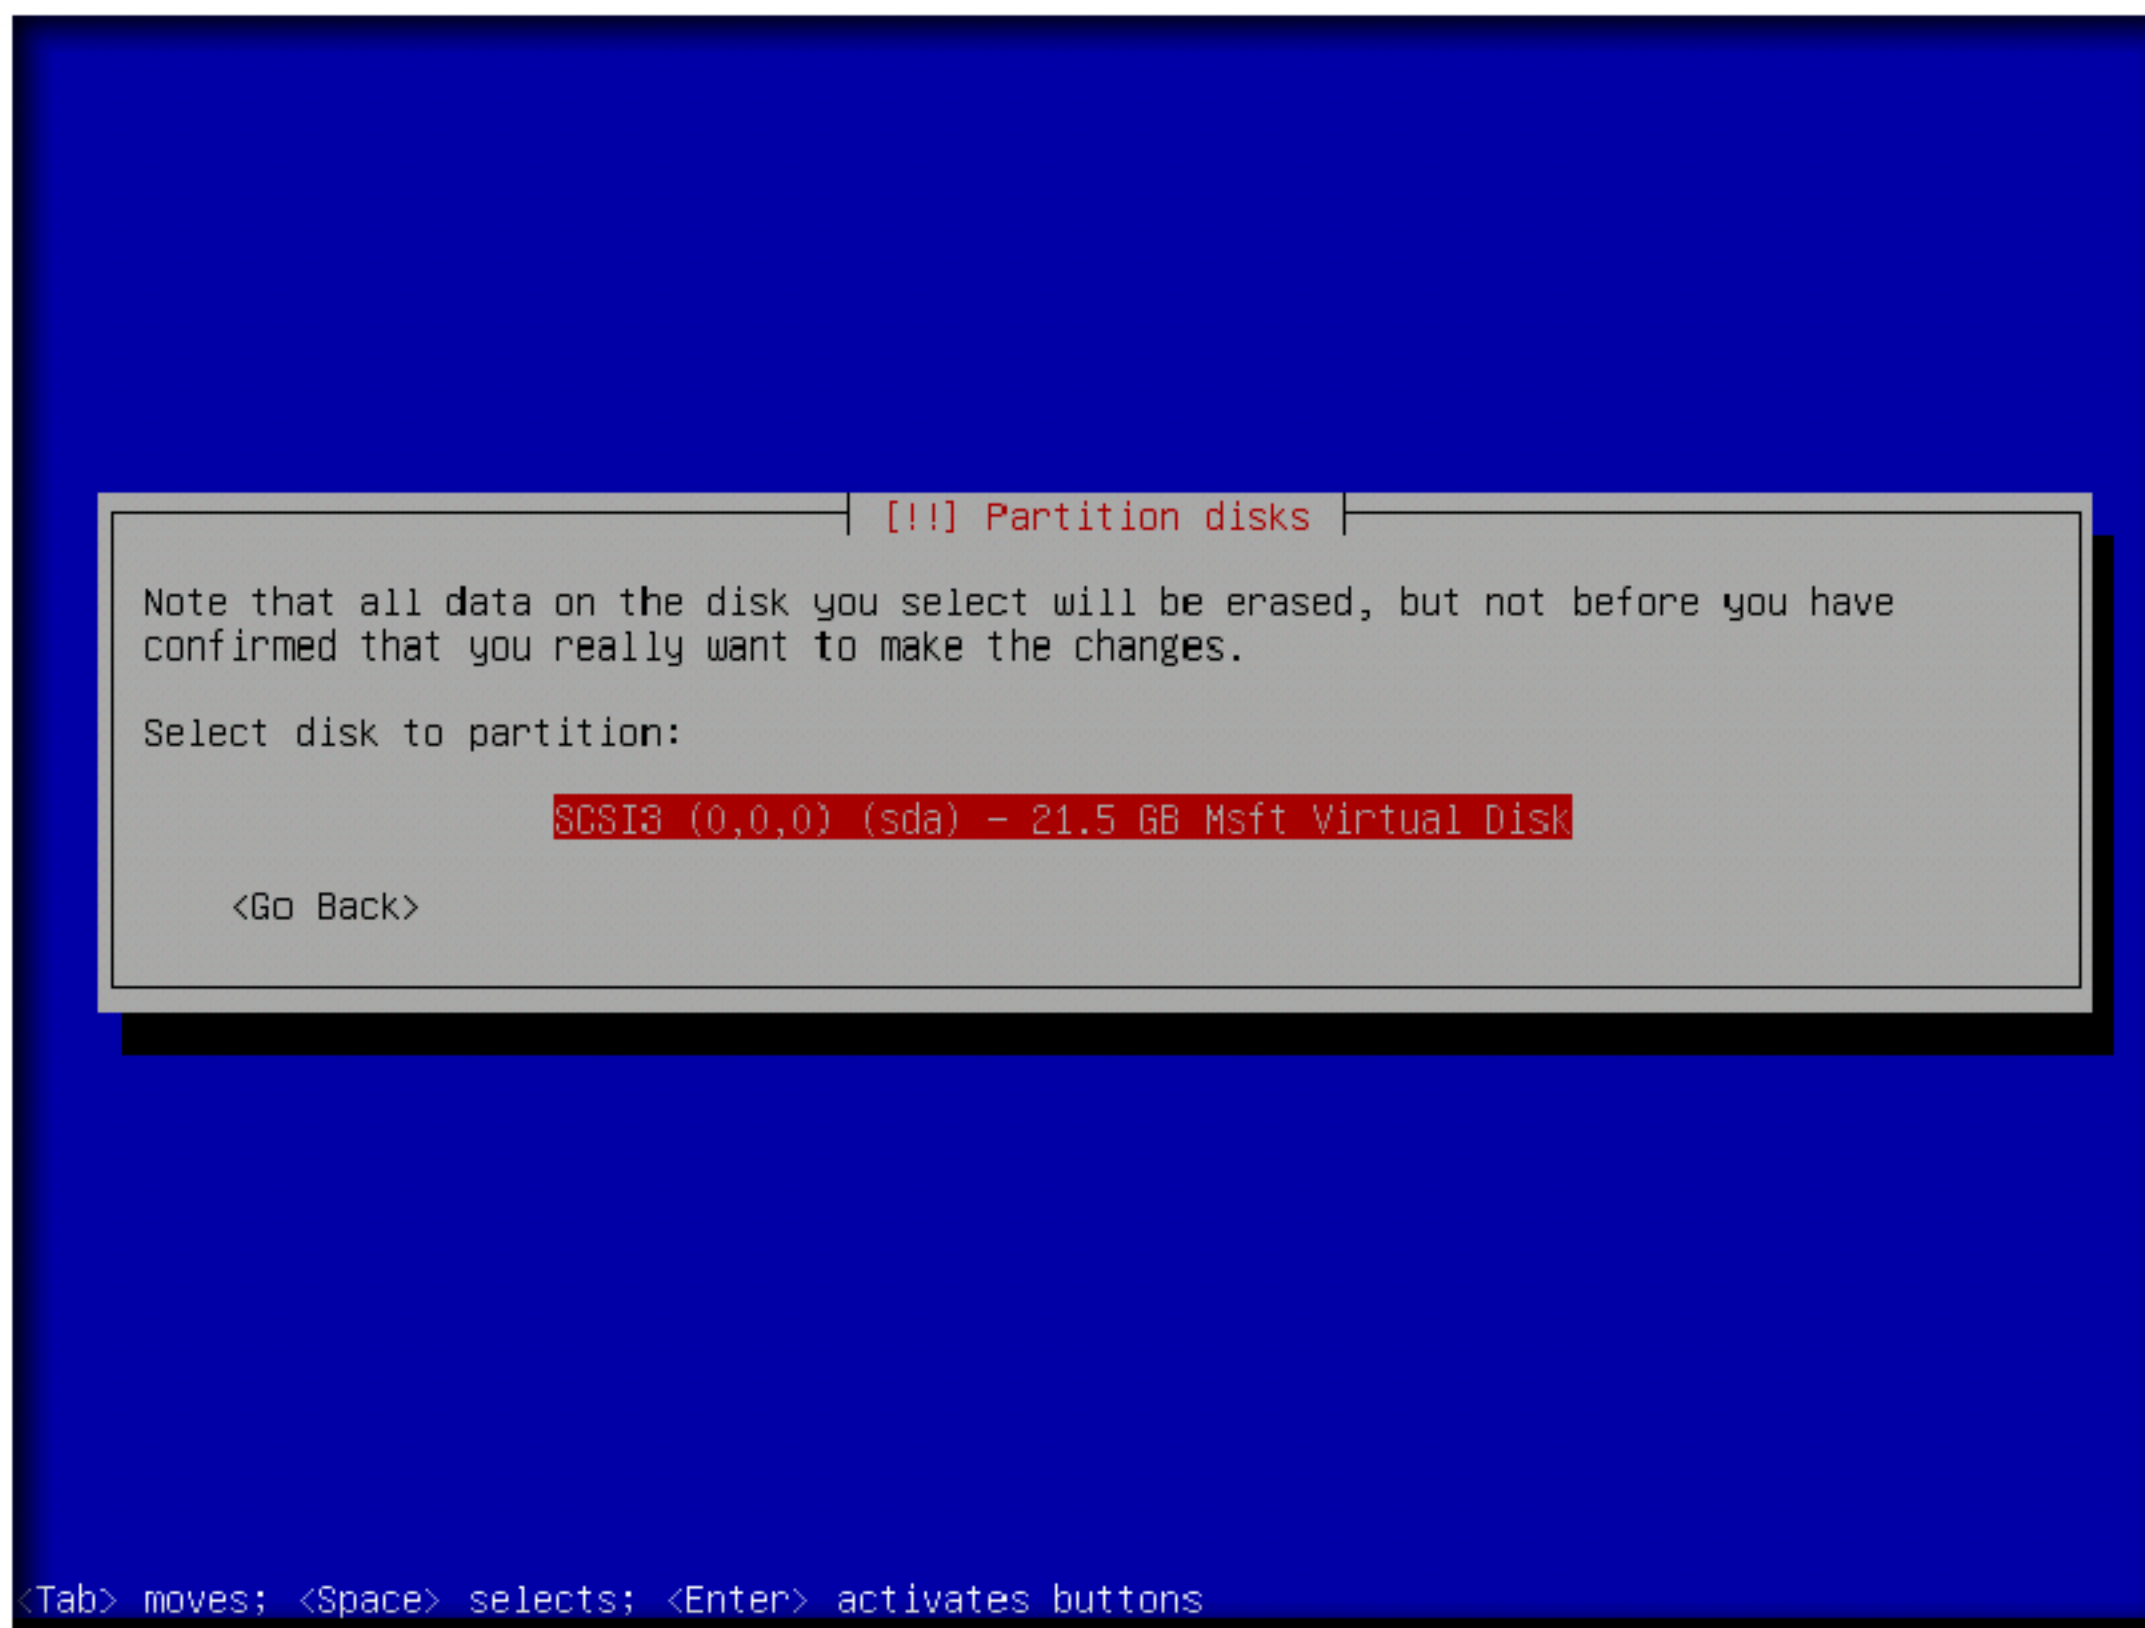 [!!] Partition disks
Note that all data on the disk you select will be erased, but not before you have
confirmed that you really want to make the changes.
Select disk to partition:
SCSI3 (0,0,0) (sda) - 21.5 GB Msft Virtual Disk
<Go Back>
<Tab> moves; <Space> selects; <Enter> activates buttons